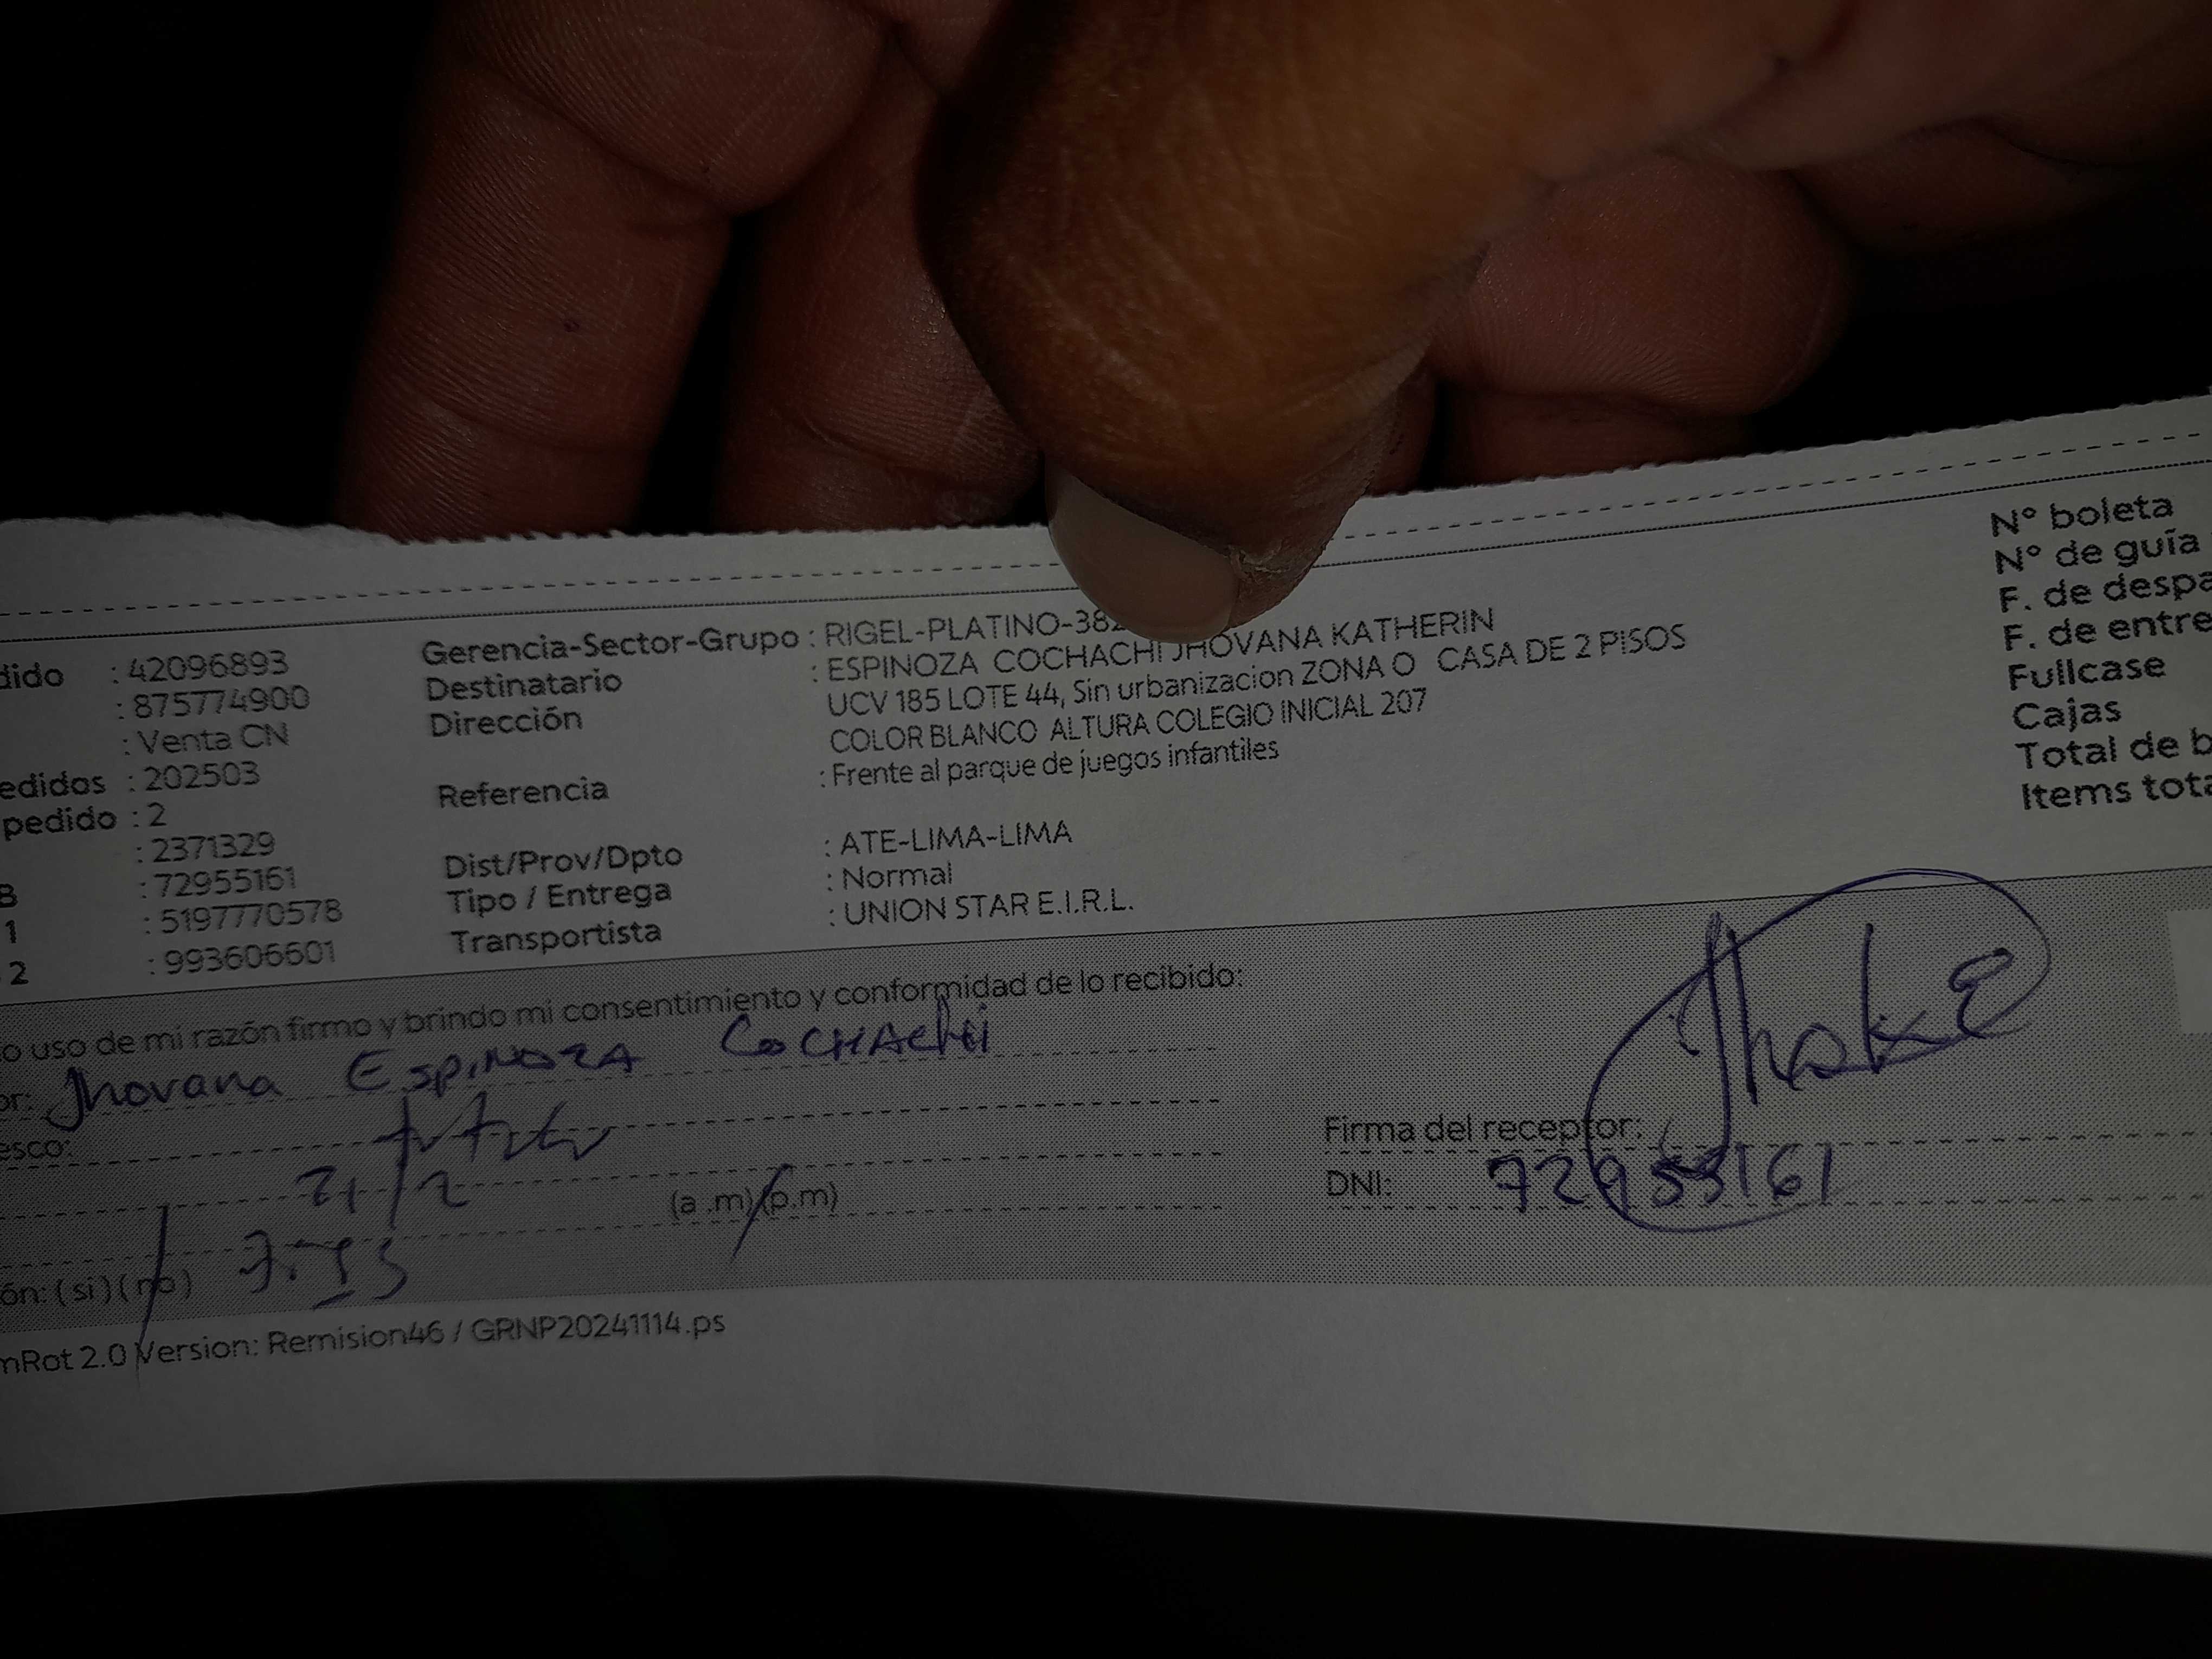 dido : 42096893
: 875774900
: Venta CN
edidos : 202503
pedido : 2
: 2371329
B : 72955161
1 : 5197770578
2 : 993606601
Gerencia-Sector-Grupo : RIGEL-PLATINO-382
Destinatario : ESPINOZA COCHACHI JHOVANA KATHERIN
Dirección UCV 185 LOTE 44, Sin urbanizacion ZONA O CASA DE 2 PISOS
COLOR BLANCO ALTURA COLEGIO INICIAL 207
Referencia : Frente al parque de juegos infantiles
Dist/Prov/Dpto : ATE-LIMA-LIMA
Tipo / Entrega : Normal
Transportista : UNION STAR E.I.R.L.
N° boleta
N° de guía
F. de despa
F. de entre
Fullcase
Cajas
Total de b
Items tota
o uso de mi razón firmo y brindo mi consentimiento y conformidad de lo recibido:
or: Jhovana Espinoza Cochachi
esco:
(a .m) (p.m)
ón: (si) (no)
Firma del receptor:
DNI: 72955161
mRot 2.0 Version: Remision46 / GRNP20241114.ps